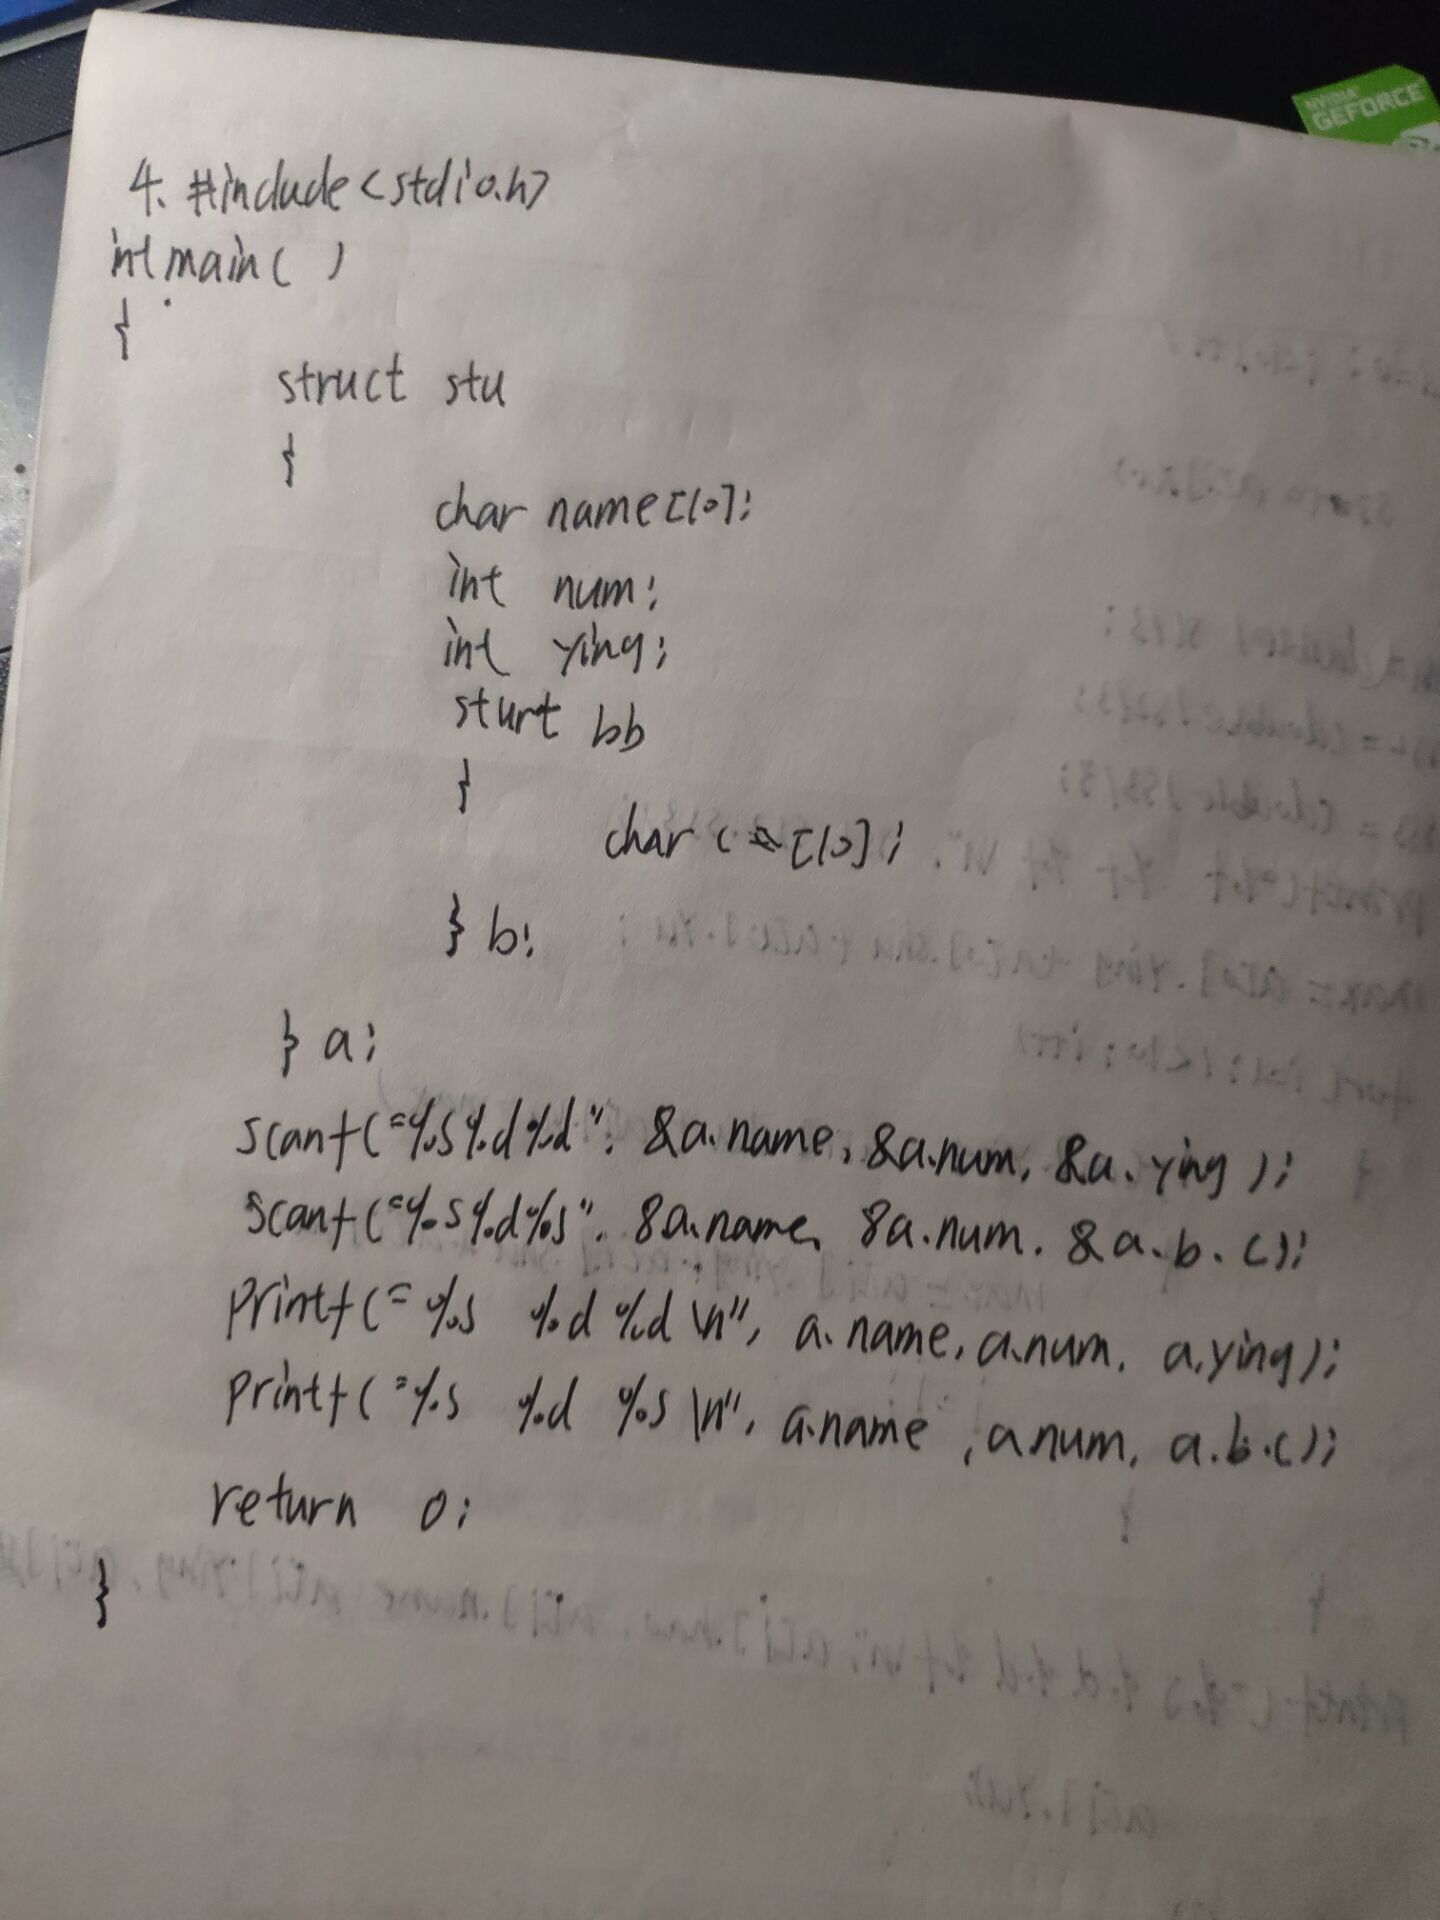 NVIDIA
GEFORCE
4. #include<stdio.h>
int main( )
{
struct stu
{
char name[10];
int num;
int ying;
sturt bb
{
char c [10];
} b;
} a;
scanf("%s%d%d", &a.name, &a.num, &a.ying);
scanf("%s%d%s", &a.name, &a.num, &a.b.c);
printf("%s %d %d \n", a.name, a.num, a.ying);
printf("%s %d %s \n", a.name, a.num, a.b.c);
return 0;
}